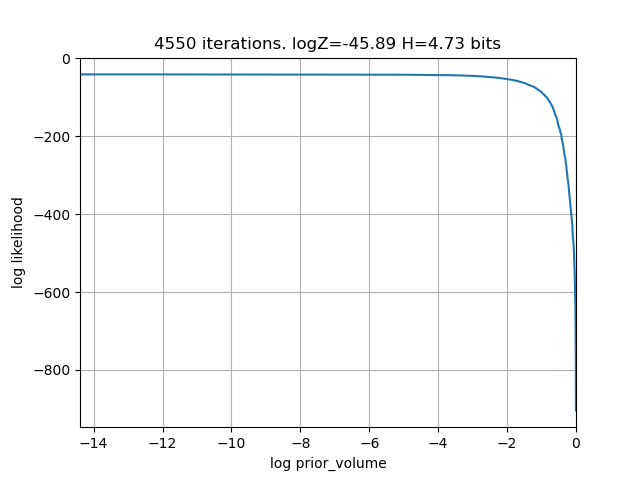 4550 iterations. logZ=-45.89 H=4.73 bits
0
−200
−400
−600
−800
log likelihood
−14 −12 −10 −8 −6 −4 −2 0
log prior_volume